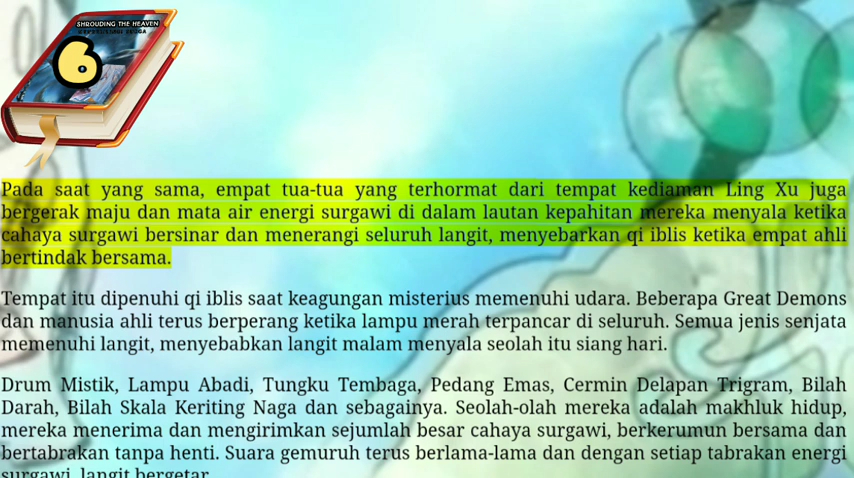 SHROUDING THE HEAVEN
6
Pada saat yang sama, empat tua-tua yang terhormat dari tempat kediaman Ling Xu juga
bergerak maju dan mata air energi surgawi di dalam lautan kepahitan mereka menyala ketika
cahaya surgawi bersinar dan menerangi seluruh langit, menyebarkan qi iblis ketika empat ahli
bertindak bersama.
Tempat itu dipenuhi qi iblis saat keagungan misterius memenuhi udara. Beberapa Great Demons
dan manusia ahli terus berperang ketika lampu merah terpancar di seluruh. Semua jenis senjata
memenuhi langit, menyebabkan langit malam menyala seolah itu siang hari.
Drum Mistik, Lampu Abadi, Tungku Tembaga, Pedang Emas, Cermin Delapan Trigram, Bilah
Darah, Bilah Skala Keriting Naga dan sebagainya. Seolah-olah mereka adalah makhluk hidup,
mereka menerima dan mengirimkan sejumlah besar cahaya surgawi, berkerumun bersama dan
bertabrakan tanpa henti. Suara gemuruh terus berlama-lama dan dengan setiap tabrakan energi
surgawi, langit bergetar.